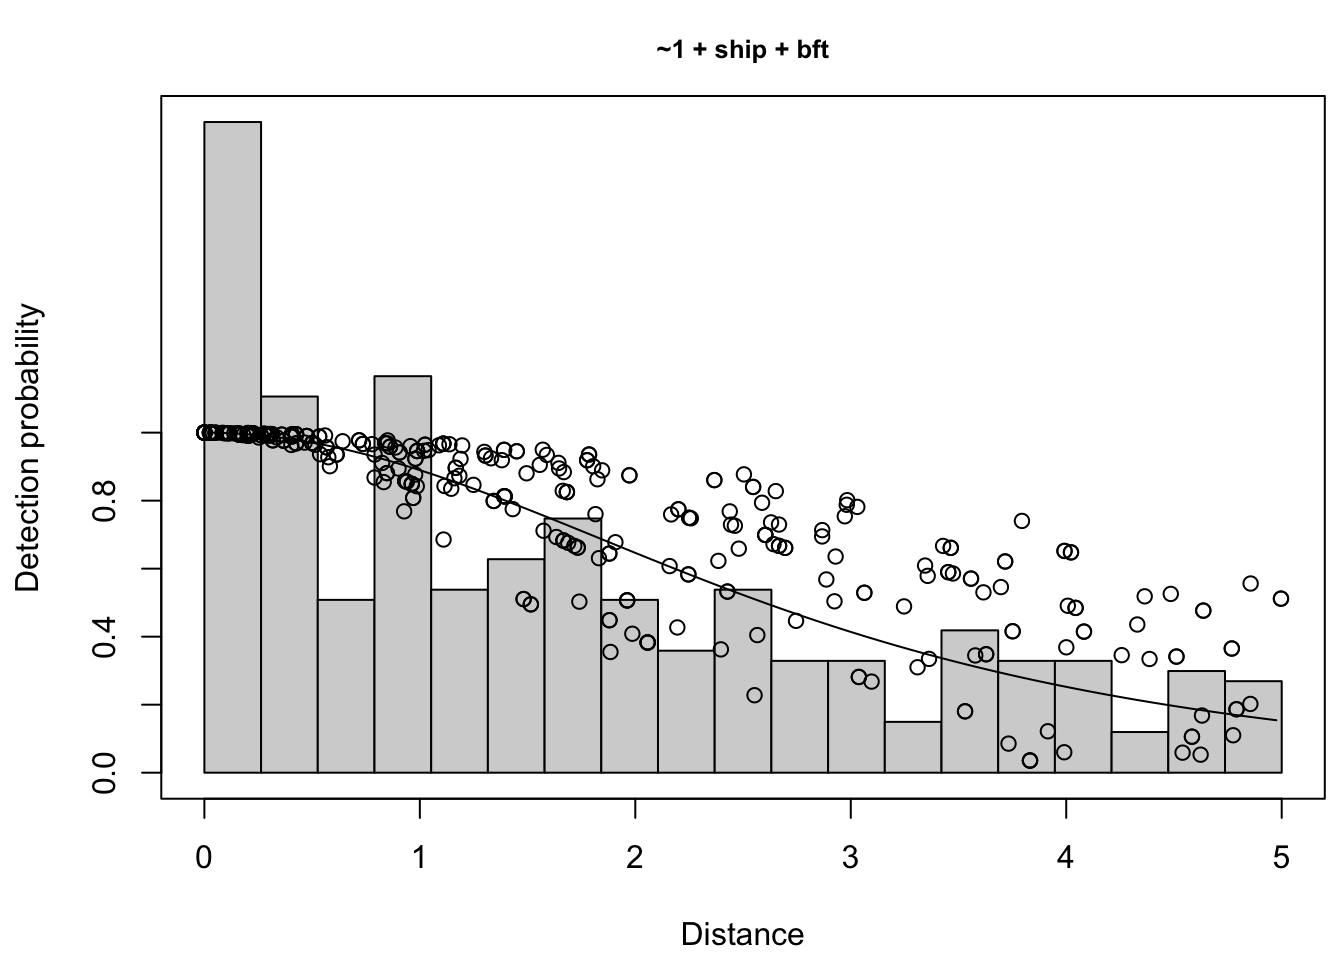 ~1 + ship + bft
Detection probability
0.8
0.4
0.0
0 1 2 3 4 5
Distance